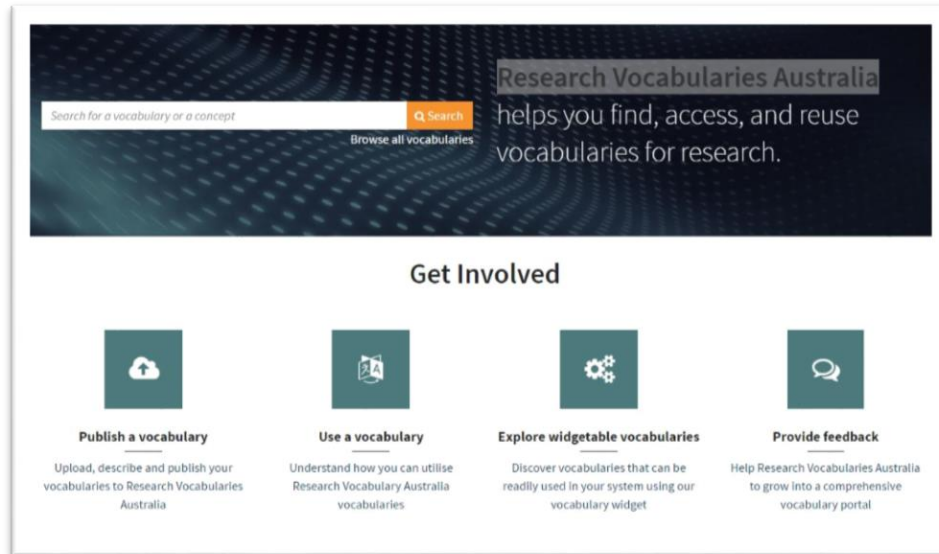 Search for a vocabulary or a concept
Search
Browse all vocabularies
Research Vocabularies Australia
helps you find, access, and reuse
vocabularies for research.
Get Involved
Publish a vocabulary
Upload, describe and publish your
vocabularies to Research Vocabularies
Australia
Use a vocabulary
Understand how you can utilise
Research Vocabulary Australia
vocabularies
Explore widgetable vocabularies
Discover vocabularies that can be
readily used in your system using our
vocabulary widget
Provide feedback
Help Research Vocabularies Australia
to grow into a comprehensive
vocabulary portal